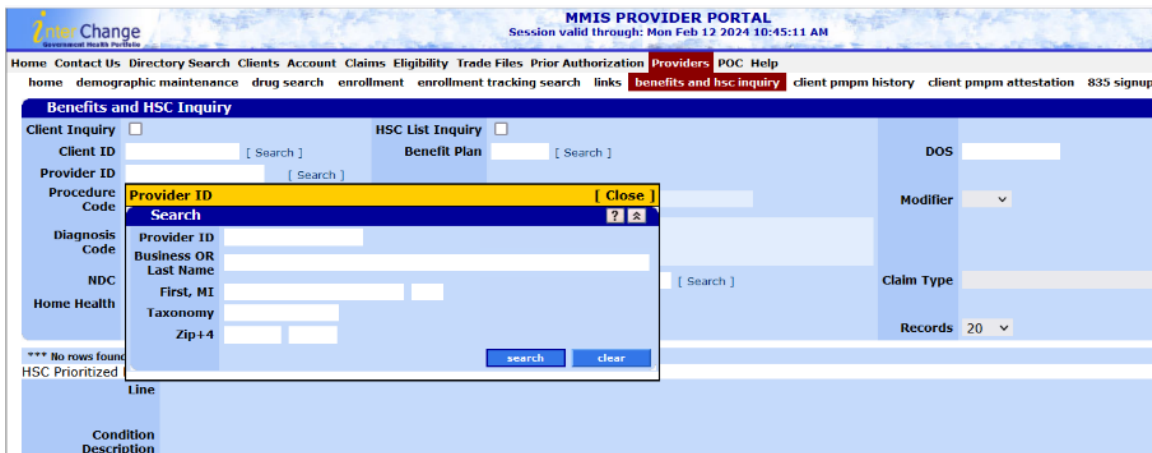 interChange
Government Health Portfolio
MMIS PROVIDER PORTAL
Session valid through: Mon Feb 12 2024 10:45:11 AM
Home Contact Us Directory Search Clients Account Claims Eligibility Trade Files Prior Authorization Providers POC Help
home demographic maintenance drug search enrollment enrollment tracking search links benefits and hsc inquiry client pmpm history client pmpm attestation 835 signup
Benefits and HSC Inquiry
Client Inquiry HSC List Inquiry
Client ID [ Search ] Benefit Plan [ Search ] DOS
Provider ID [ Search ]
Procedure Code Modifier
Provider ID [ Close ]
Search ?
Provider ID
Business OR
Last Name
First, MI
Taxonomy
Zip+4
search clear
Diagnosis
Code
NDC [ Search ] Claim Type
Home Health
Records 20
*** No rows found
HSC Prioritized
Line
Condition
Description